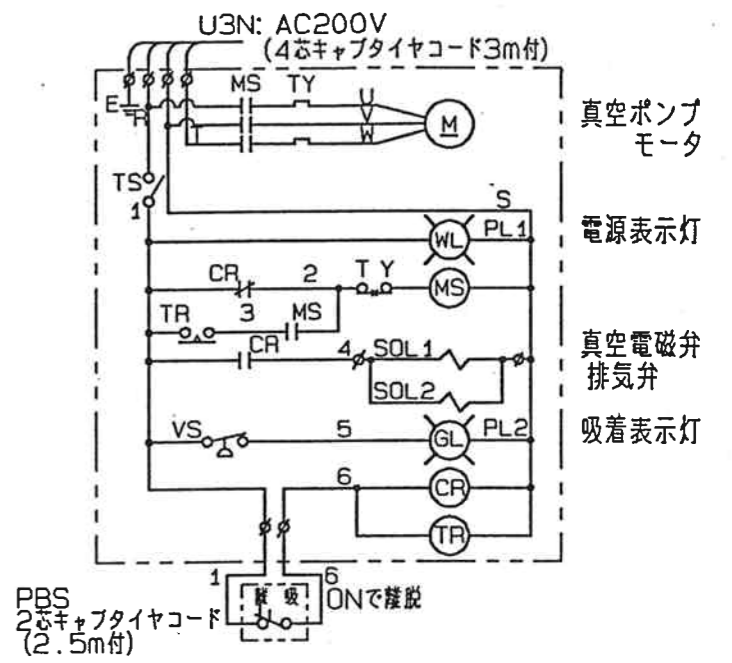 U3N: AC200V
(4芯キャブタイヤコード3m付)
MS TY
U
V
W
M
E
R
T
真空ポンプ
モータ
TS
1
S
WL PL1
電源表示灯
CR 2 T Y MS
TR 3 MS
CR 4 SOL1
SOL2
真空電磁弁
排気弁
VS 5 GL PL2
吸着表示灯
6 CR
TR
1 6
離 吸
ONで離脱
PBS
2芯キャブタイヤコード
(2.5m付)